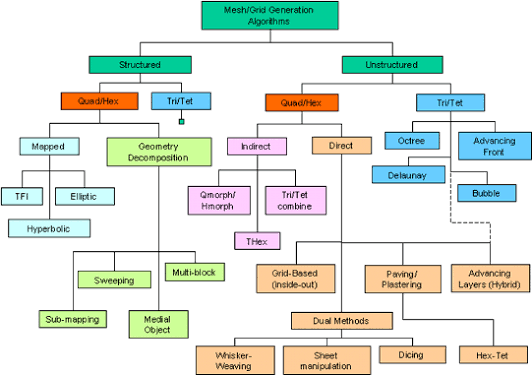 Mesh/Grid Generation
Algorithms
Structured
Unstructured
Quad/Hex
Tri/Tet
Quad/Hex
Tri/Tet
Mapped
Geometry
Decomposition
Indirect
Direct
Octree
Advancing
Front
Delaunay
Bubble
TFI
Elliptic
Hyperbolic
Qmorph/
Hmorph
Tri/Tet
combine
THex
Sweeping
Multi-block
Sub-mapping
Medial
Object
Grid-Based
(inside-out)
Paving/
Plastering
Advancing
Layers (Hybrid)
Dual Methods
Whisker-
Weaving
Sheet
manipulation
Dicing
Hex-Tet